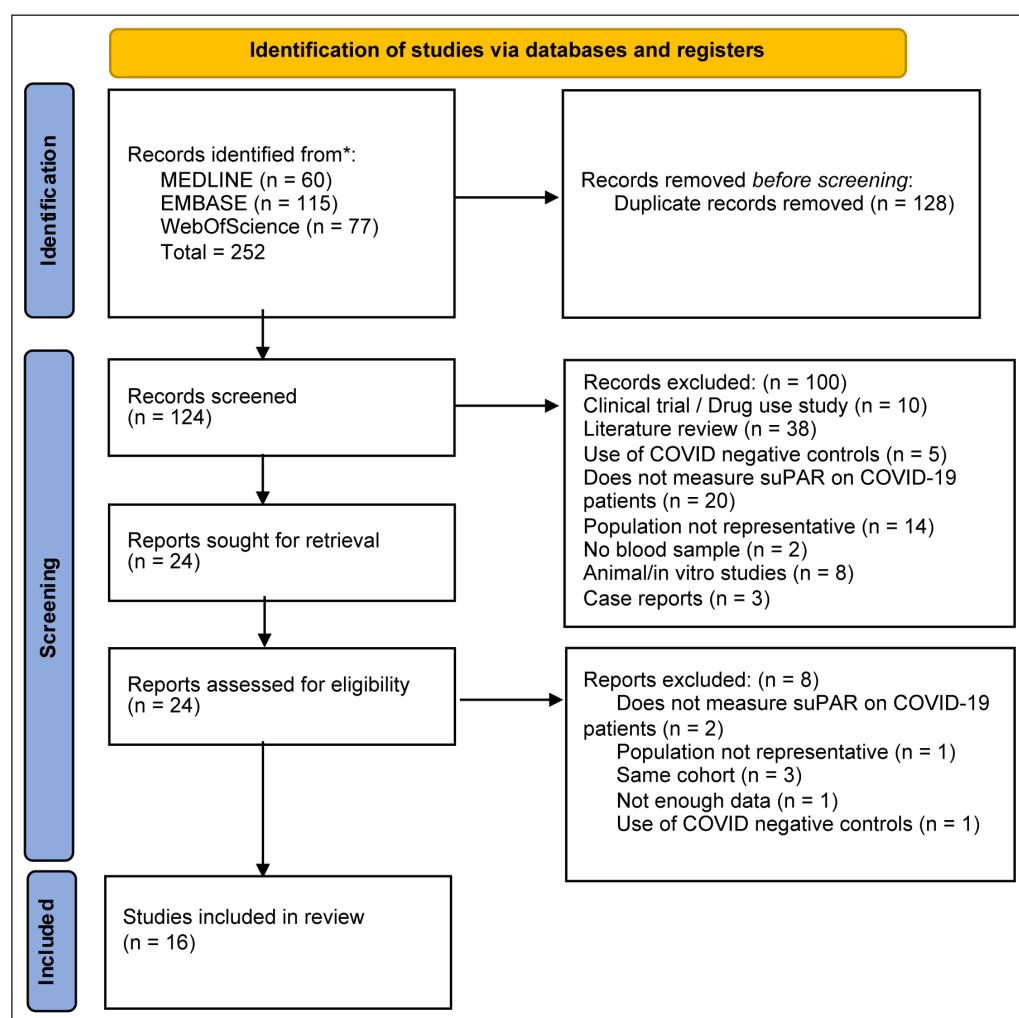 Identification of studies via databases and registers
Identification
Records identified from*:
MEDLINE (n = 60)
EMBASE (n = 115)
WebOfScience (n = 77)
Total = 252
Records removed before screening:
Duplicate records removed (n = 128)
Screening
Records screened
(n = 124)
Records excluded: (n = 100)
Clinical trial / Drug use study (n = 10)
Literature review (n = 38)
Use of COVID negative controls (n = 5)
Does not measure suPAR on COVID-19
patients (n = 20)
Population not representative (n = 14)
No blood sample (n = 2)
Animal/in vitro studies (n = 8)
Case reports (n = 3)
Reports sought for retrieval
(n = 24)
Reports assessed for eligibility
(n = 24)
Reports excluded: (n = 8)
Does not measure suPAR on COVID-19
patients (n = 2)
Population not representative (n = 1)
Same cohort (n = 3)
Not enough data (n = 1)
Use of COVID negative controls (n = 1)
Included
Studies included in review
(n = 16)